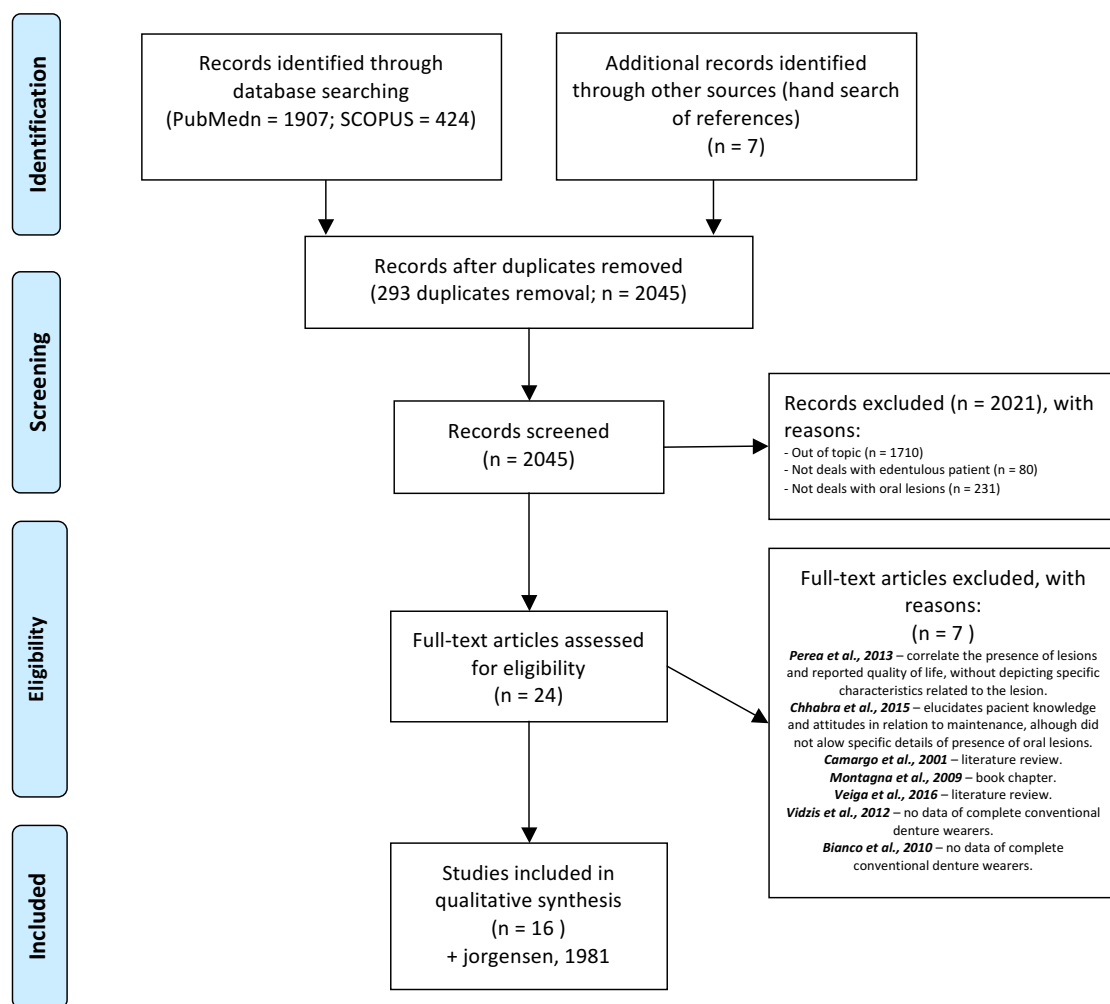 Identification
Records identified through
database searching
(PubMedn = 1907; SCOPUS = 424)
Additional records identified
through other sources (hand search
of references)
(n = 7)
Records after duplicates removed
(293 duplicates removal; n = 2045)
Screening
Records screened
(n = 2045)
Records excluded (n = 2021), with
reasons:
- Out of topic (n = 1710)
- Not deals with edentulous patient (n = 80)
- Not deals with oral lesions (n = 231)
Eligibility
Full-text articles assessed
for eligibility
(n = 24)
Full-text articles excluded, with
reasons:
(n = 7 )
Perea et al., 2013 – correlate the presence of lesions
and reported quality of life, without depicting specific
characteristics related to the lesion.
Chhabra et al., 2015 – elucidates pacient knowledge
and attitudes in relation to maintenance, alhough did
not alow specific details of presence of oral lesions.
Camargo et al., 2001 – literature review.
Montagna et al., 2009 – book chapter.
Veiga et al., 2016 – literature review.
Vidzis et al., 2012 – no data of complete conventional
denture wearers.
Bianco et al., 2010 – no data of complete
conventional denture wearers.
Included
Studies included in
qualitative synthesis
(n = 16 )
+ jorgensen, 1981